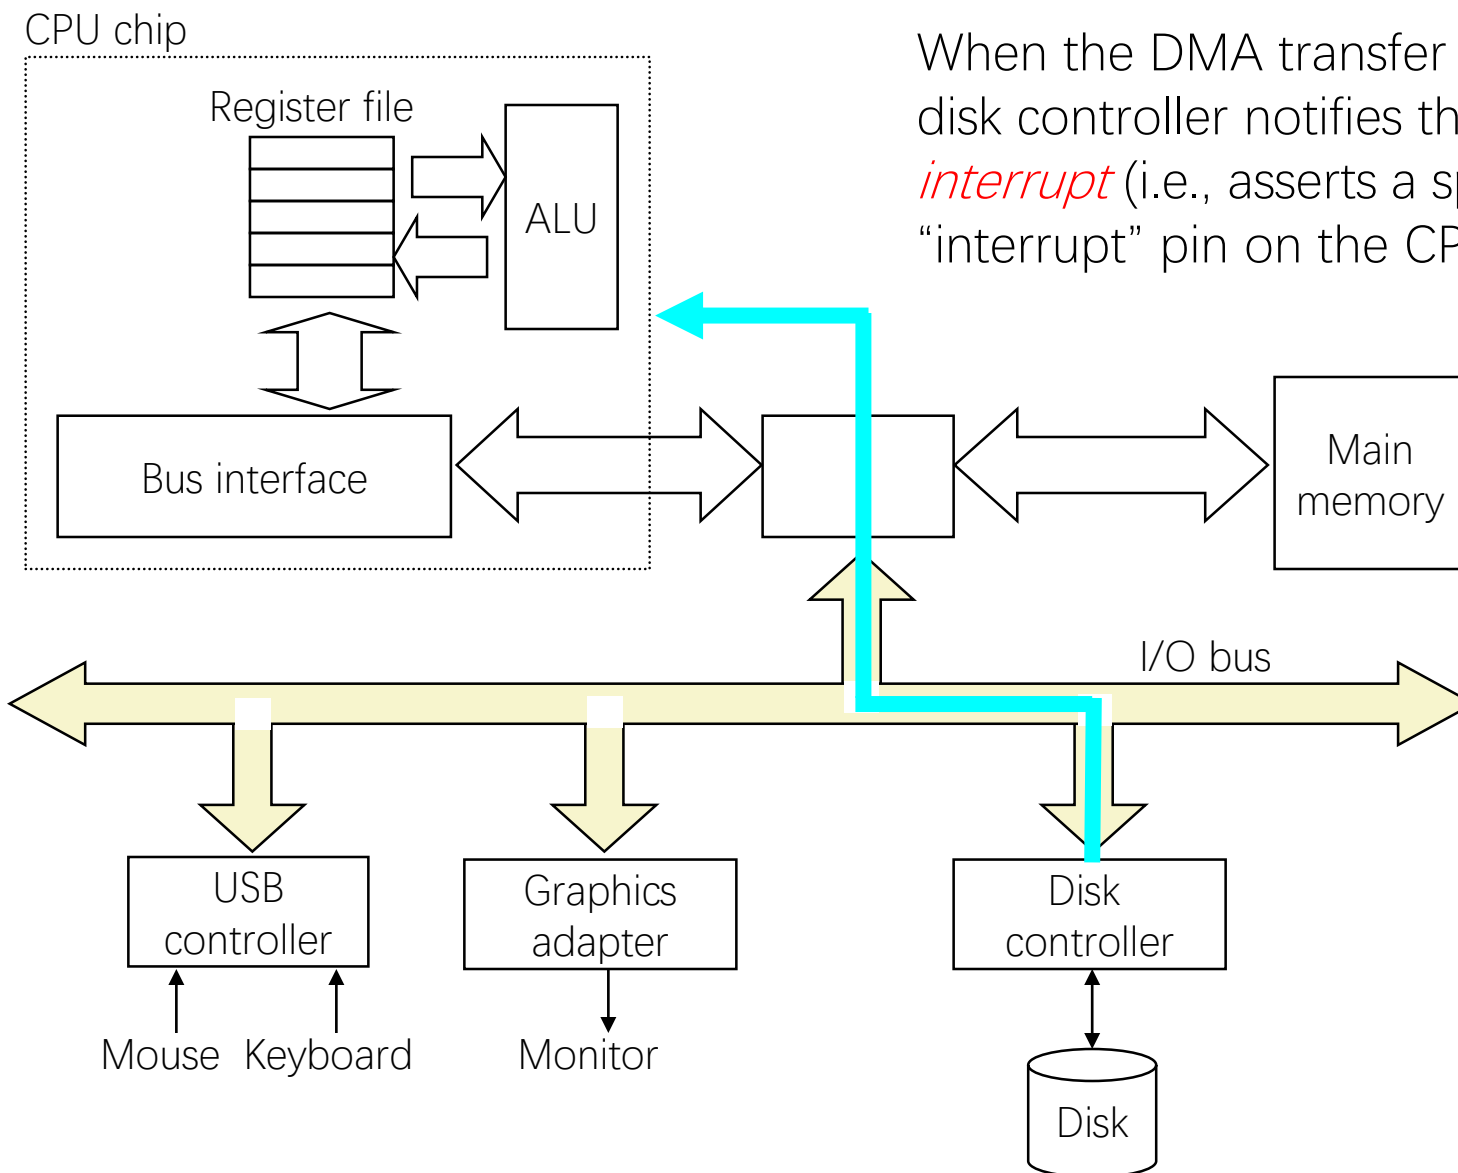 CPU chip
When the DMA transfer
disk controller notifies th
interrupt (i.e., asserts a sp
“interrupt” pin on the CP
Register file
ALU
Bus interface
Main
memory
I/O bus
USB
controller
Graphics
adapter
Disk
controller
Mouse Keyboard
Monitor
Disk